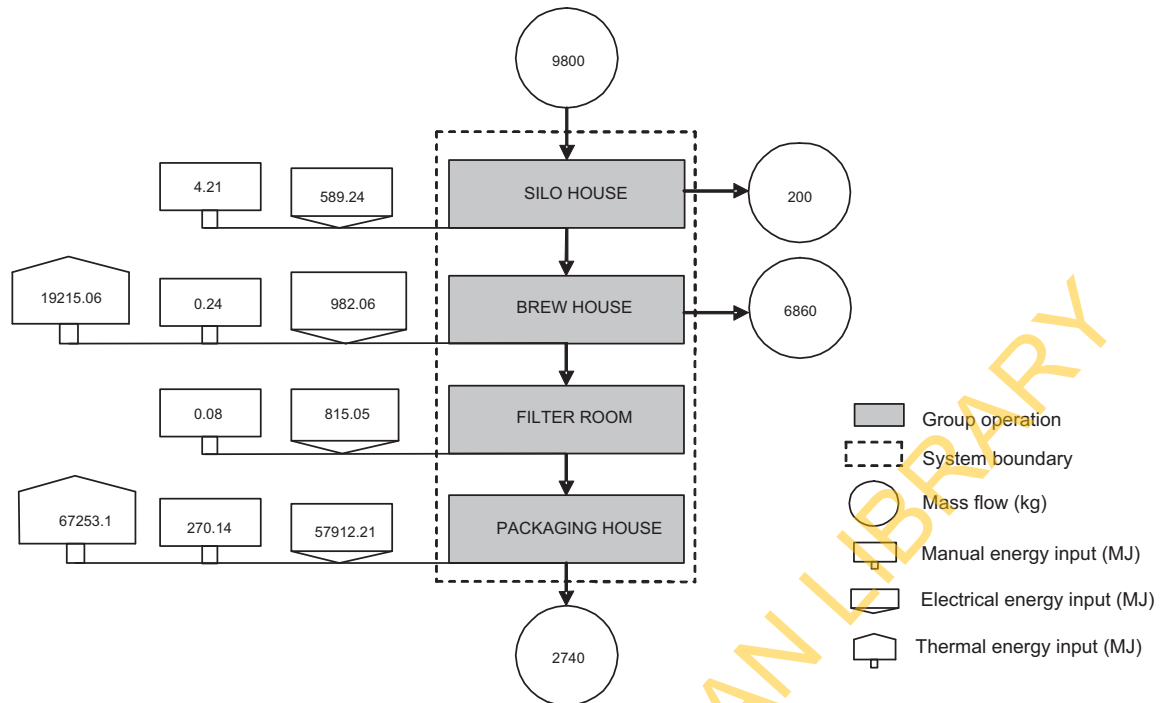 9800
4.21
589.24
SILO HOUSE
200
19215.06
0.24
982.06
BREW HOUSE
6860
0.08
815.05
FILTER ROOM
67253.1
270.14
57912.21
PACKAGING HOUSE
2740
Group operation
System boundary
Mass flow (kg)
Manual energy input (MJ)
Electrical energy input (MJ)
Thermal energy input (MJ)
AN LIBRARY